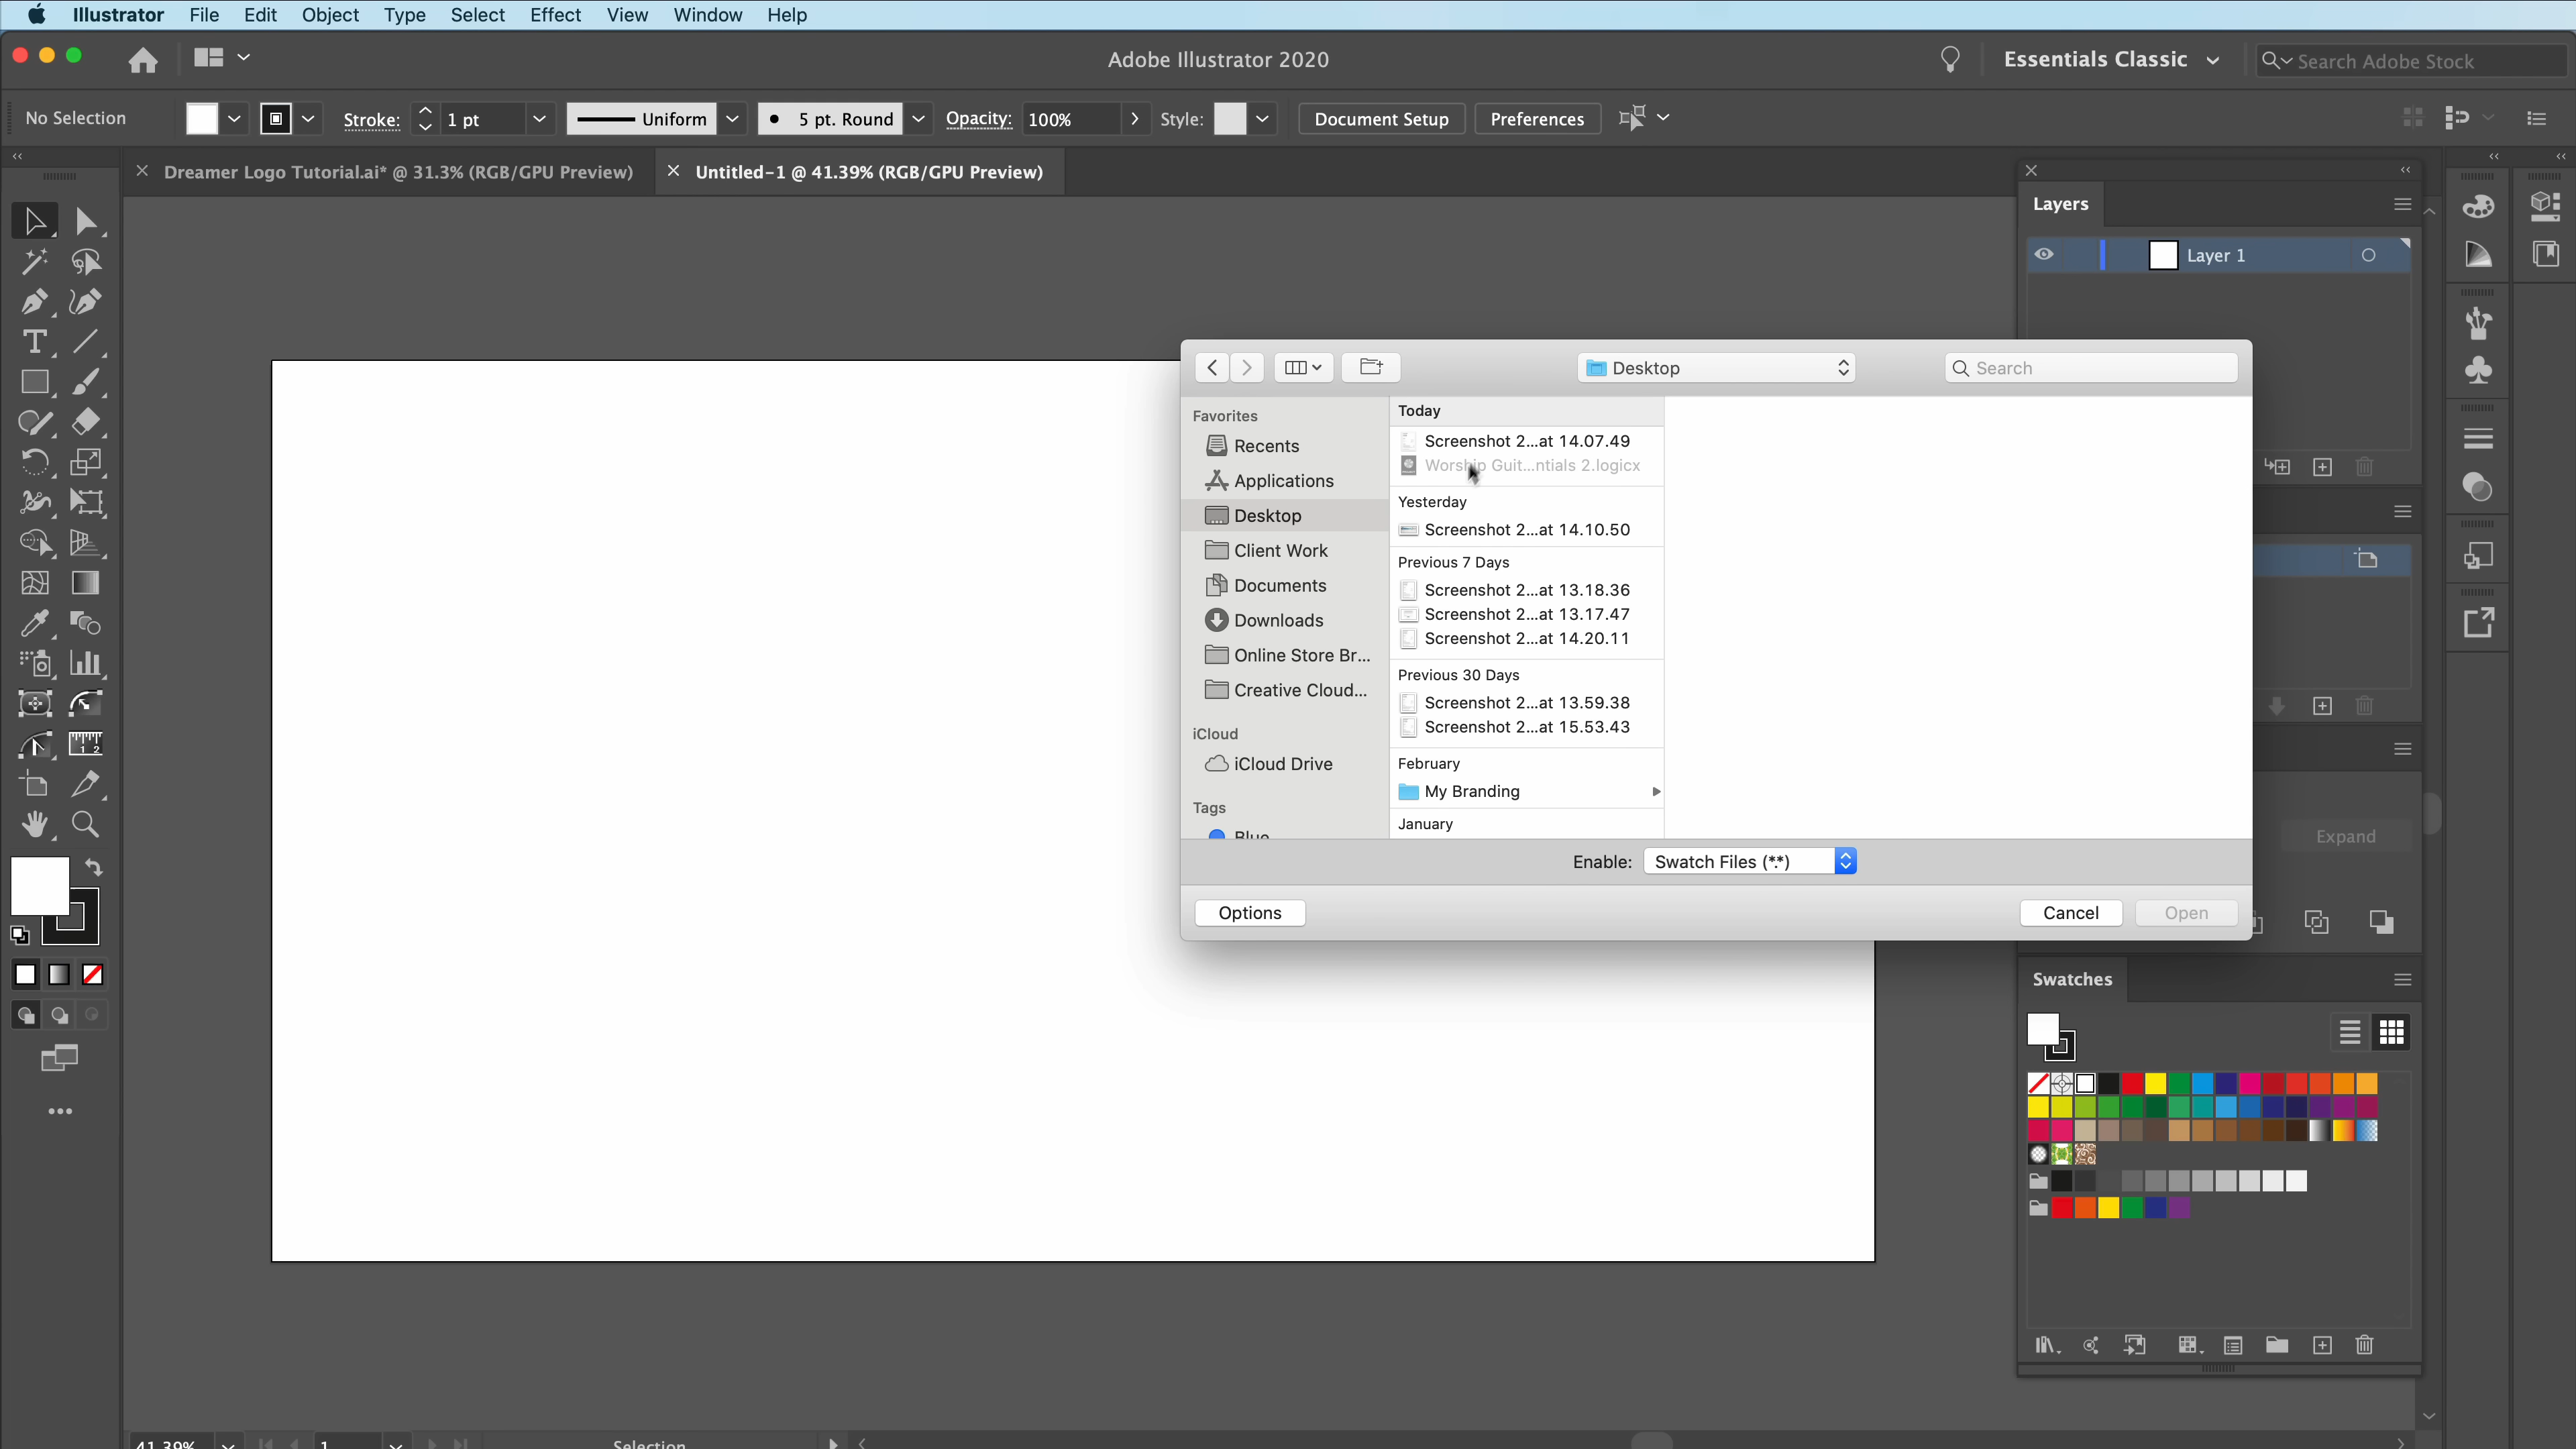 Illustrator File Edit Object Type Select Effect View Window Help
Adobe Illustrator 2020
Essentials Classic
Search Adobe Stock
No Selection
Stroke: 1 pt
Uniform
5 pt. Round
Opacity: 100%
Style:
Document Setup
Preferences
Dreamer Logo Tutorial.ai* @ 31.3% (RGB/GPU Preview)
Untitled-1 @ 41.39% (RGB/GPU Preview)
Layers
Layer 1
Desktop
Search
Favorites
Recents
Applications
Desktop
Client Work
Documents
Downloads
Online Store Br...
Creative Cloud...
iCloud
iCloud Drive
Tags
Blue
Today
Screenshot 2...at 14.07.49
Worship Guit...ntials 2.logicx
Yesterday
Screenshot 2...at 14.10.50
Previous 7 Days
Screenshot 2...at 13.18.36
Screenshot 2...at 13.17.47
Screenshot 2...at 14.20.11
Previous 30 Days
Screenshot 2...at 13.59.38
Screenshot 2...at 15.53.43
February
My Branding
January
Enable: Swatch Files (*.*)
Options
Cancel
Open
Expand
Swatches
41.39%
1
Selection